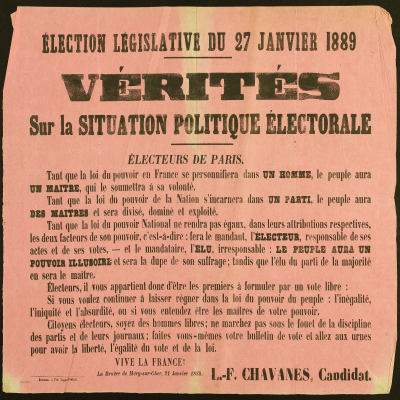 ÉLECTION LÉGISLATIVE DU 27 JANVIER 1889
VÉRITÉS
Sur la SITUATION POLITIQUE ÉLECTORALE
ÉLECTEURS DE PARIS,
Tant que la loi du pouvoir en France se personnifiera dans UN HOMME, le peuple aura
UN MAITRE, qui le soumettra à sa volonté.
Tant que la loi du pouvoir de la Nation s'incarnera dans UN PARTI, le peuple aura
DES MAITRES et sera divisé, dominé et exploité.
Tant que la loi du pouvoir National ne rendra pas égaux, dans leurs attributions respectives,
les deux facteurs de son pouvoir, c'est-à-dire : fera le mandant, l'ÉLECTEUR, responsable de ses
actes et de ses votes, — et le mandataire, l'ÉLU, irresponsable : LE PEUPLE AURA UN
POUVOIR ILLUSOIRE et sera la dupe de son suffrage; tandis que l'élu du parti de la majorité
en sera le maître.
Électeurs, il vous appartient donc d'être les premiers à formuler par un vote libre :
Si vous voulez continuer à laisser régner dans la loi du pouvoir du peuple : l'inégalité,
l'iniquité et l'absurdité, ou si vous entendez être les maîtres de votre pouvoir.
Citoyens électeurs, soyez des hommes libres; ne marchez pas sous le fouet de la discipline
des partis et de leurs journaux; faites vous-mêmes votre bulletin de vote et allez aux urnes
pour avoir la liberté, l'égalité du vote et de la loi.
VIVE LA FRANCE!
La Bruère de Méry-sur-Cher, 21 Janvier 1889.
L.-F. CHAVANES, Candidat.